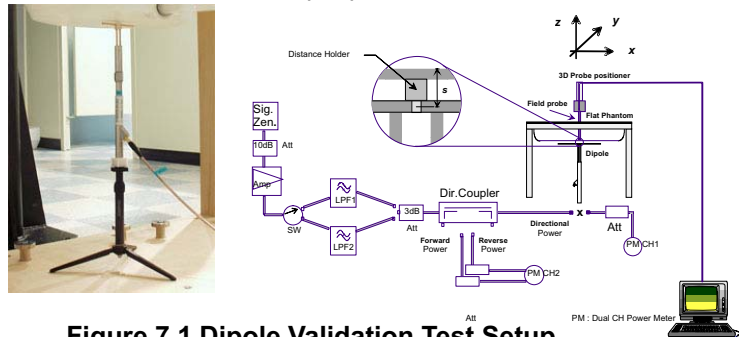 z
y
x
Distance Holder
s
3D Probe positioner
Field probe
Flat Phantom
Dipole
Sig.
Zen.
10dB
Att
Amp
SW
LPF1
LPF2
3dB
Att
Dir.Coupler
Forward
Power
Reverse
Power
PM CH2
Att
Directional
Power
x
Att
PM CH1
PM : Dual CH Power Meter
Figure 7.1 Dipole Validation Test Setup